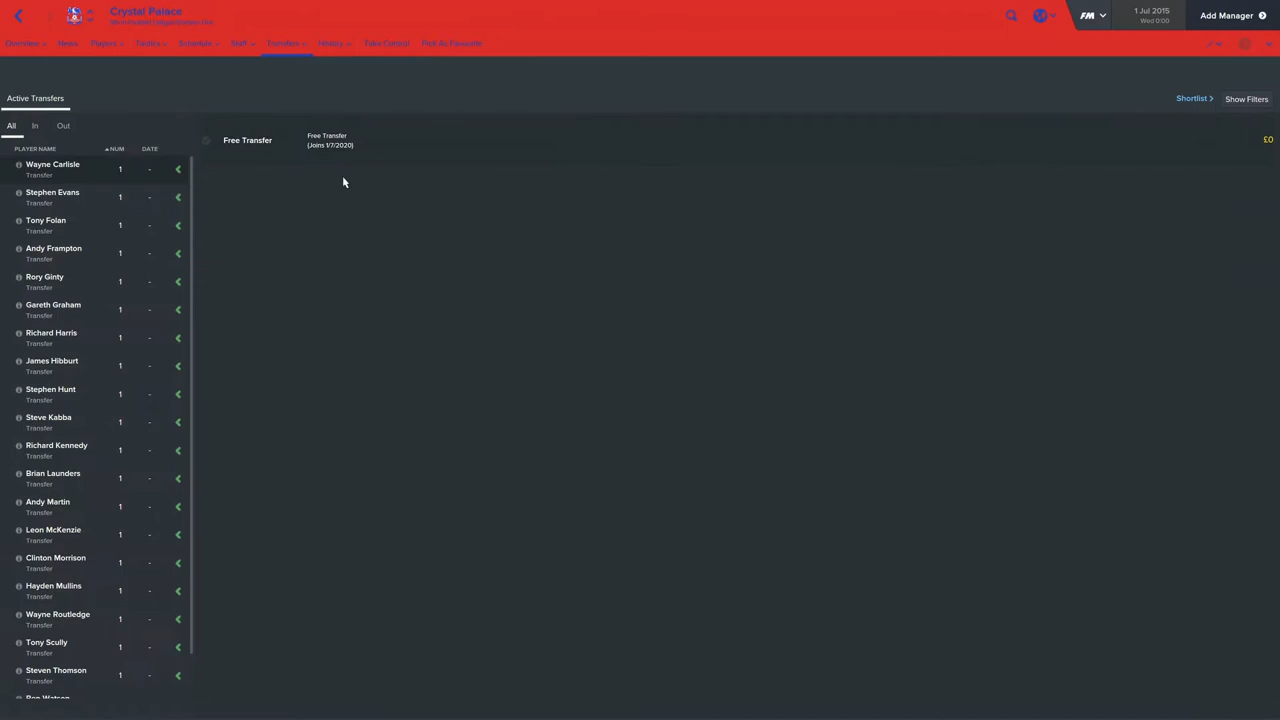 Crystal Palace
1 Jul 2015
Wed 0:00
FM
Add Manager
Overview
News
Players
Tactics
Schedule
Staff
Transfers
History
Take Control
Pick As Favourite
Active Transfers
Shortlist >
Show Filters
All
In
Out
PLAYER NAME
NUM
DATE
Wayne Carlisle
Transfer
1 -
Stephen Evans
Transfer
1 -
Tony Folan
Transfer
1 -
Andy Frampton
Transfer
1 -
Rory Ginty
Transfer
1 -
Gareth Graham
Transfer
1 -
Richard Harris
Transfer
1 -
James Hibburt
Transfer
1 -
Stephen Hunt
Transfer
1 -
Steve Kabba
Transfer
1 -
Richard Kennedy
Transfer
1 -
Brian Launders
Transfer
1 -
Andy Martin
Transfer
1 -
Leon McKenzie
Transfer
1 -
Clinton Morrison
Transfer
1 -
Hayden Mullins
Transfer
1 -
Wayne Routledge
Transfer
1 -
Tony Scully
Transfer
1 -
Steven Thomson
Transfer
1 -
Ben Watson
Free Transfer
Free Transfer
(Joins 1/7/2020)
£0